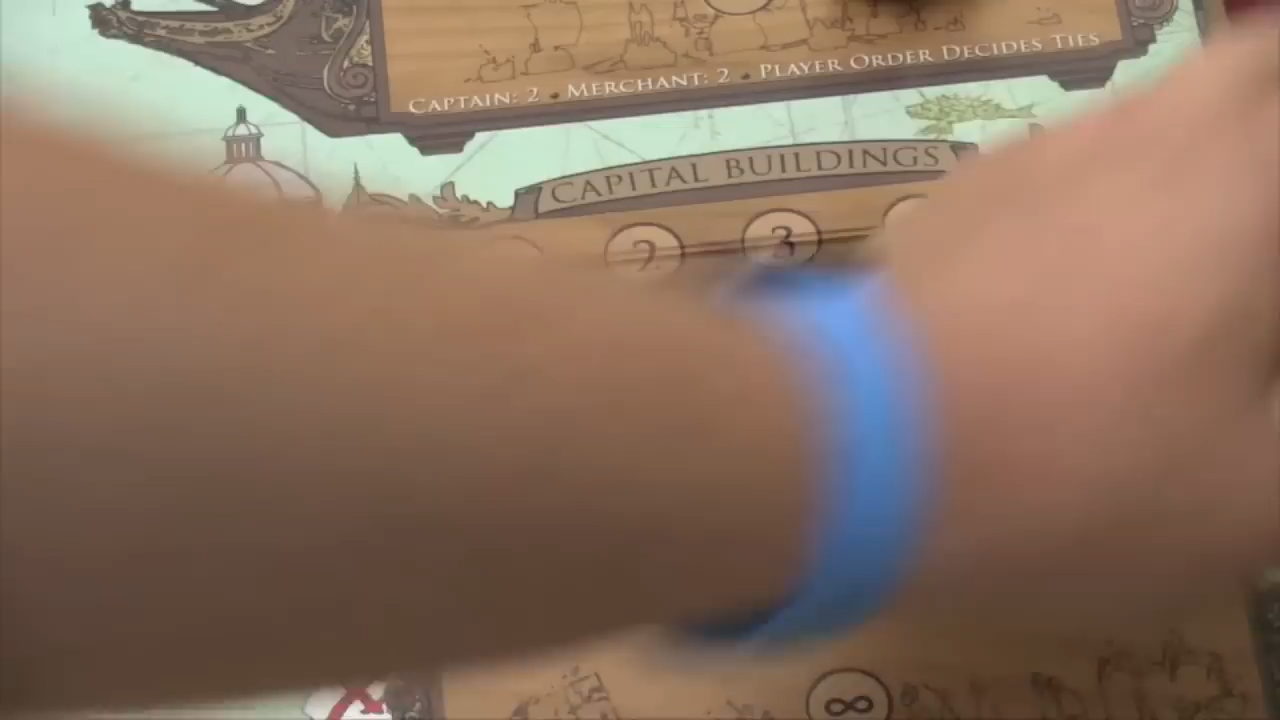 CAPTAIN: 2 • MERCHANT: 2 • PLAYER ORDER DECIDES TIES
CAPITAL BUILDINGS
2 3
∞